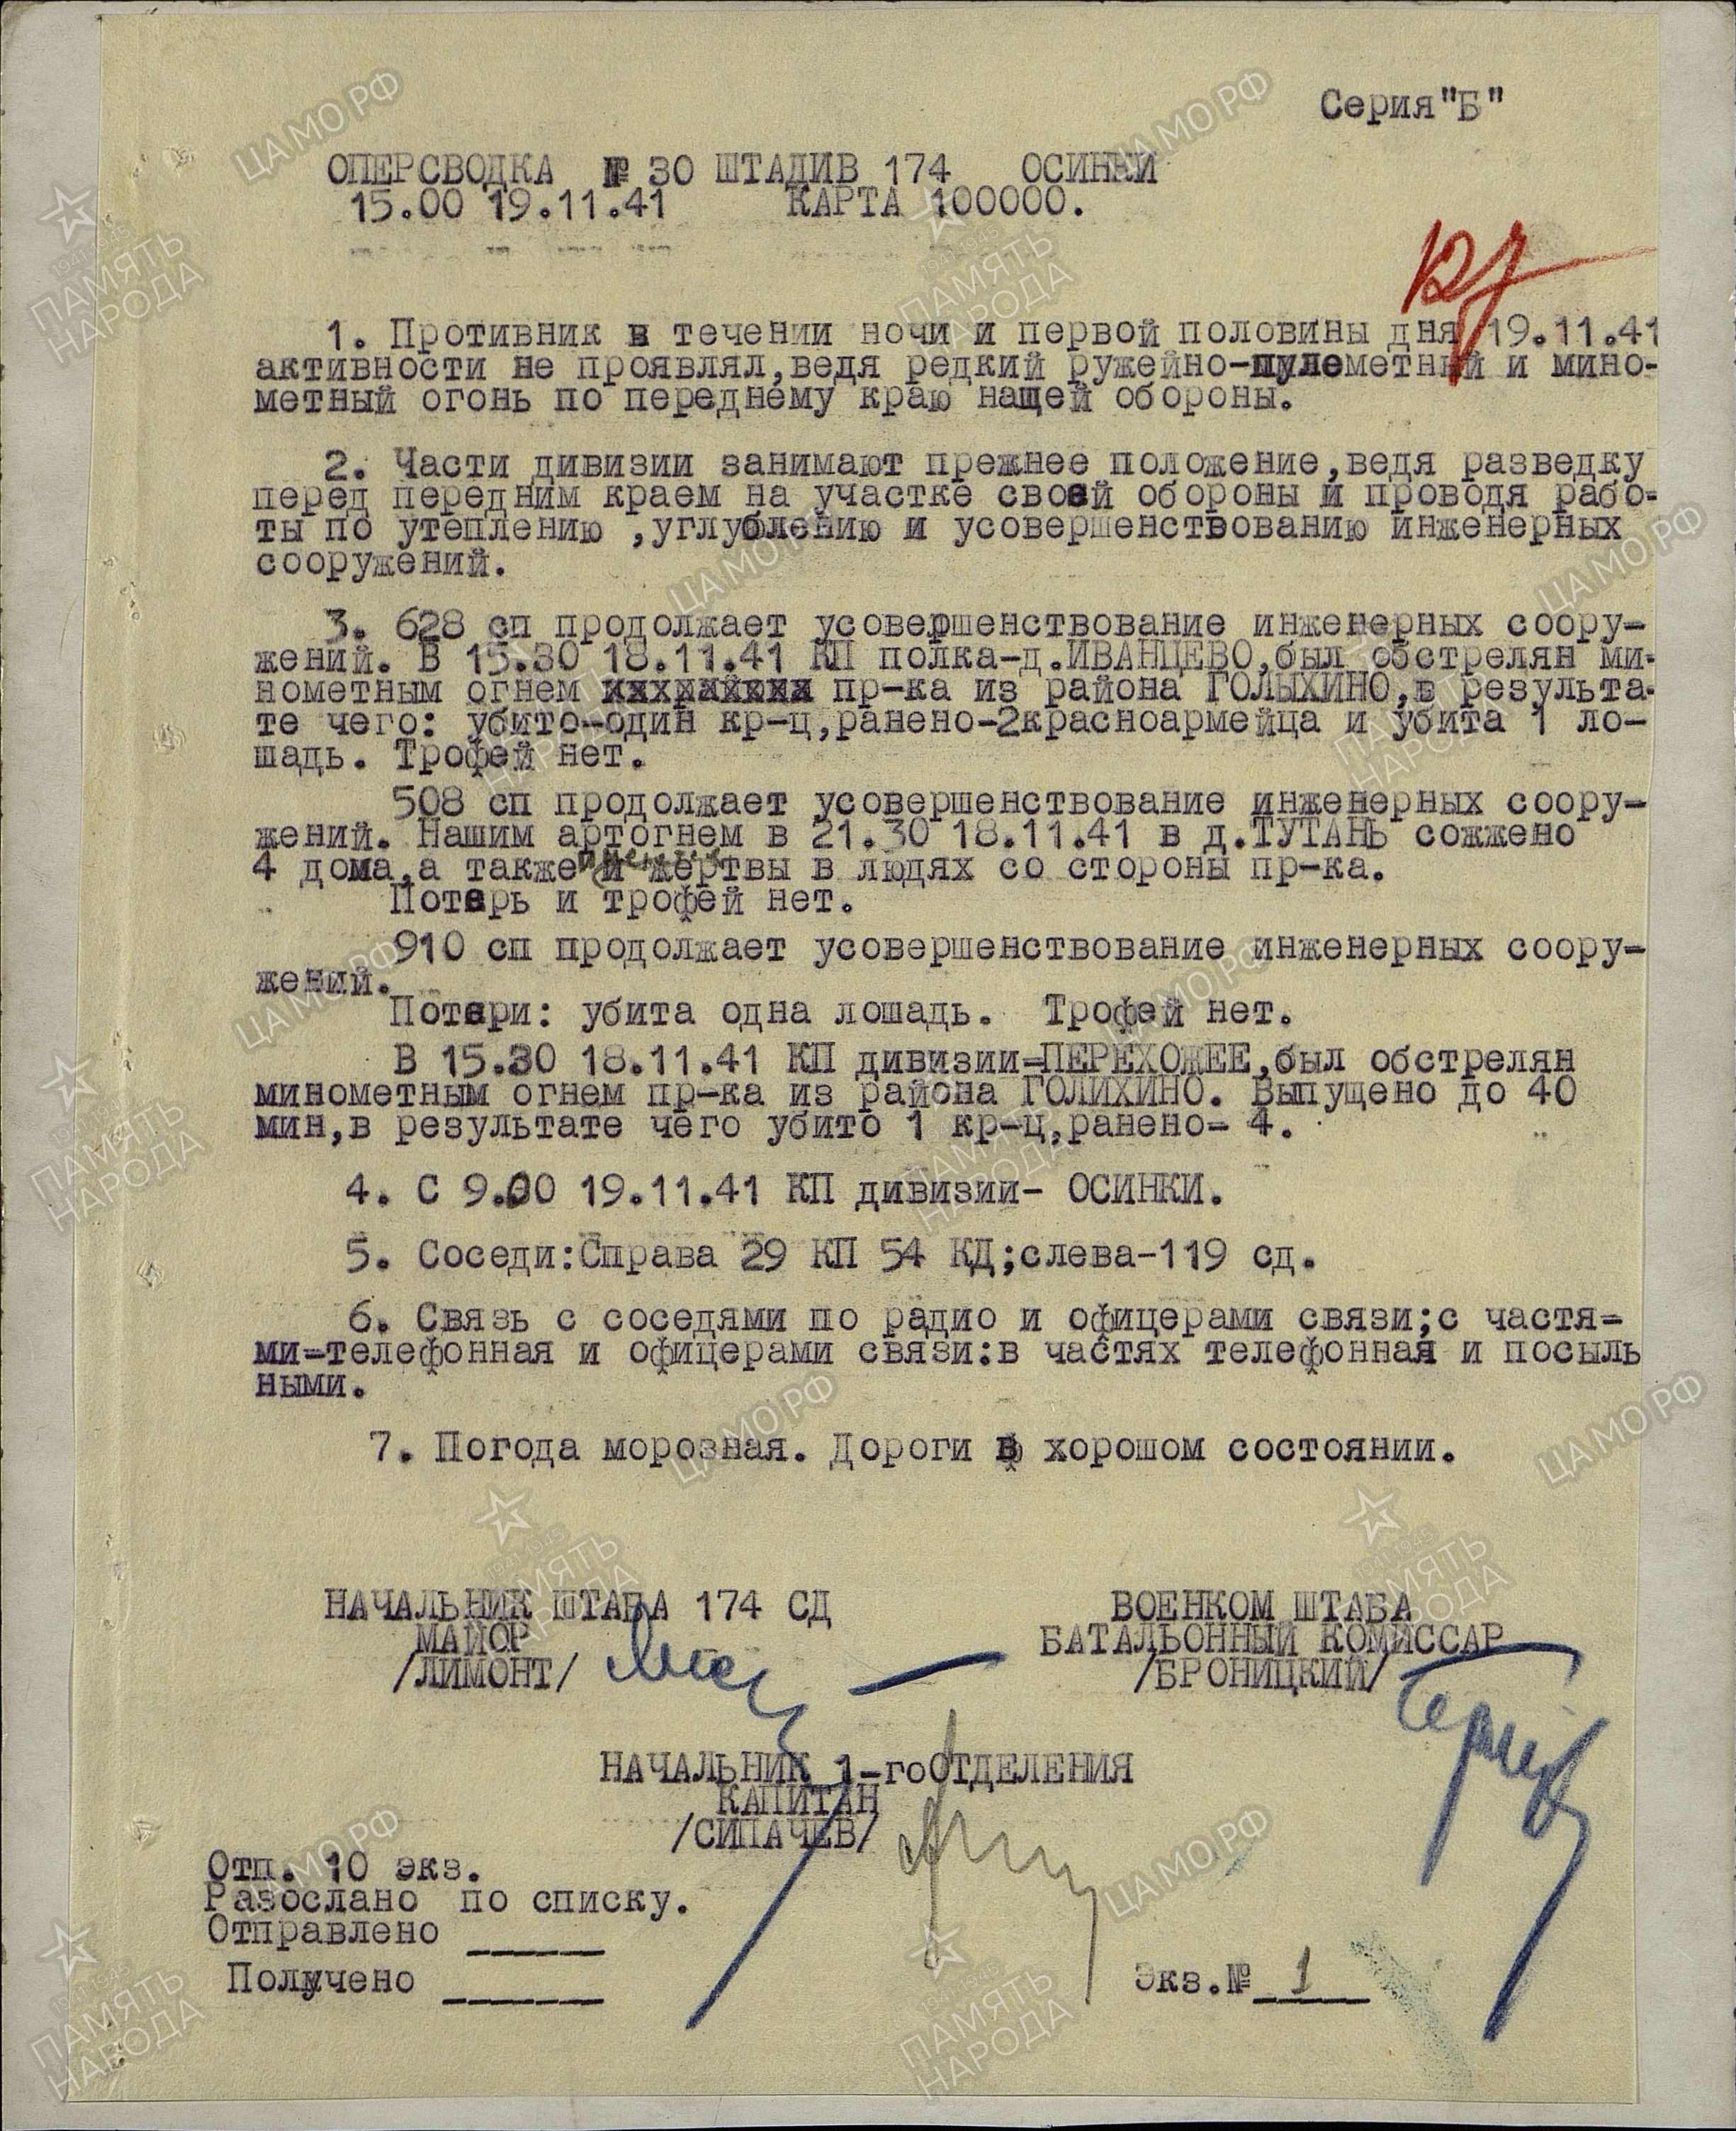 Серия"Б"
ОПЕРСВОДКА № 30 ШТАДИВ 174 ОСИНКИ
15.00 19.11.41 КАРТА 100000.
1. Противник в течении ночи и первой половины дня 19.11.41
активности не проявлял,ведя редкий ружейно-пулеметный и мино-
метный огонь по переднему краю нащей обороны.
2. Части дивизии занимают прежнее положение,ведя разведку
перед передним краем на участке своей обороны и проводя рабо-
ты по утеплению ,углублению и усовершенствованию инженерных
сооружений.
3. 628 сп продолжает усовершенствование инженерных соору-
жений. В 15.30 18.11.41 КП полка-д.ИВАНЦЕВО,был обстрелян ми-
нометным огнем пр-ка из района ГОЛЫХИНО,в результа-
те чего: убито-один кр-ц,ранено-2красноармейца и убита 1 ло-
шадь. Трофей нет.
508 сп продолжает усовершенствование инженерных соору-
жений. Нашим артогнем в 21.30 18.11.41 в д.ТУТАНЬ сожжено
4 дома,а также и жертвы в людях со стороны пр-ка.
Потерь и трофей нет.
910 сп продолжает усовершенствование инженерных соору-
жений.
Потери: убита одна лошадь. Трофей нет.
В 15.30 18.11.41 КП дивизии-ПЕРЕХОЖЕЕ,был обстрелян
минометным огнем пр-ка из района ГОЛИХИНО. Выпущено до 40
мин,в результате чего убито 1 кр-ц,ранено- 4.
4. С 9.00 19.11.41 КП дивизии- ОСИНКИ.
5. Соседи:Справа 29 КП 54 КД;слева-119 сд.
6. Связь с соседями по радио и офицерами связи;с частя-
ми-телефонная и офицерами связи:в частях телефонная и посыль
ными.
7. Погода морозная. Дороги в хорошом состоянии.
НАЧАЛЬНИК ШТАБА 174 СД ВОЕНКОМ ШТАБА
МАЙОР БАТАЛЬОННЫЙ КОМИССАР
/ЛИМОНТ/ /БРОНИЦКИЙ/
НАЧАЛЬНИК 1-гоОТДЕЛЕНИЯ
КАПИТАН
/СИПАЧЕВ/
Отп. 10 экз.
Разослано по списку.
Отправлено
Получено Экз.№ 1